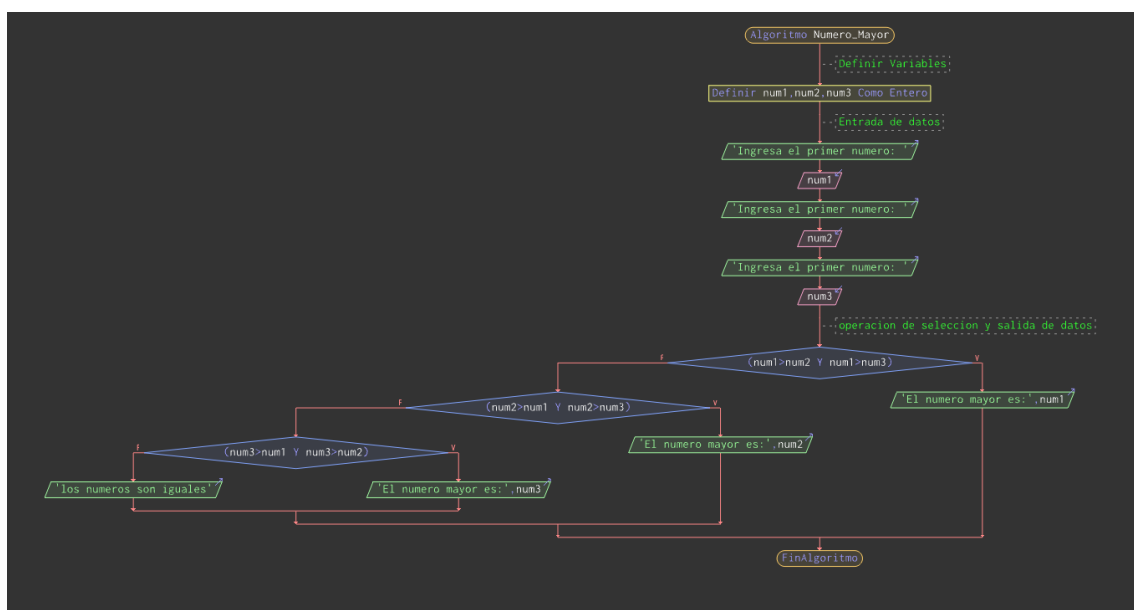 Algoritmo Numero_Mayor
Definir Variables
Definir num1,num2,num3 Como Entero
Entrada de datos
'Ingresa el primer numero: '
num1
'Ingresa el primer numero: '
num2
'Ingresa el primer numero: '
num3
operacion de seleccion y salida de datos
F
(num1>num2 Y num1>num3)
V
'El numero mayor es:',num1
F
(num2>num1 Y num2>num3)
V
'El numero mayor es:',num2
F
(num3>num1 Y num3>num2)
V
'los numeros son iguales'
'El numero mayor es:',num3
FinAlgoritmo